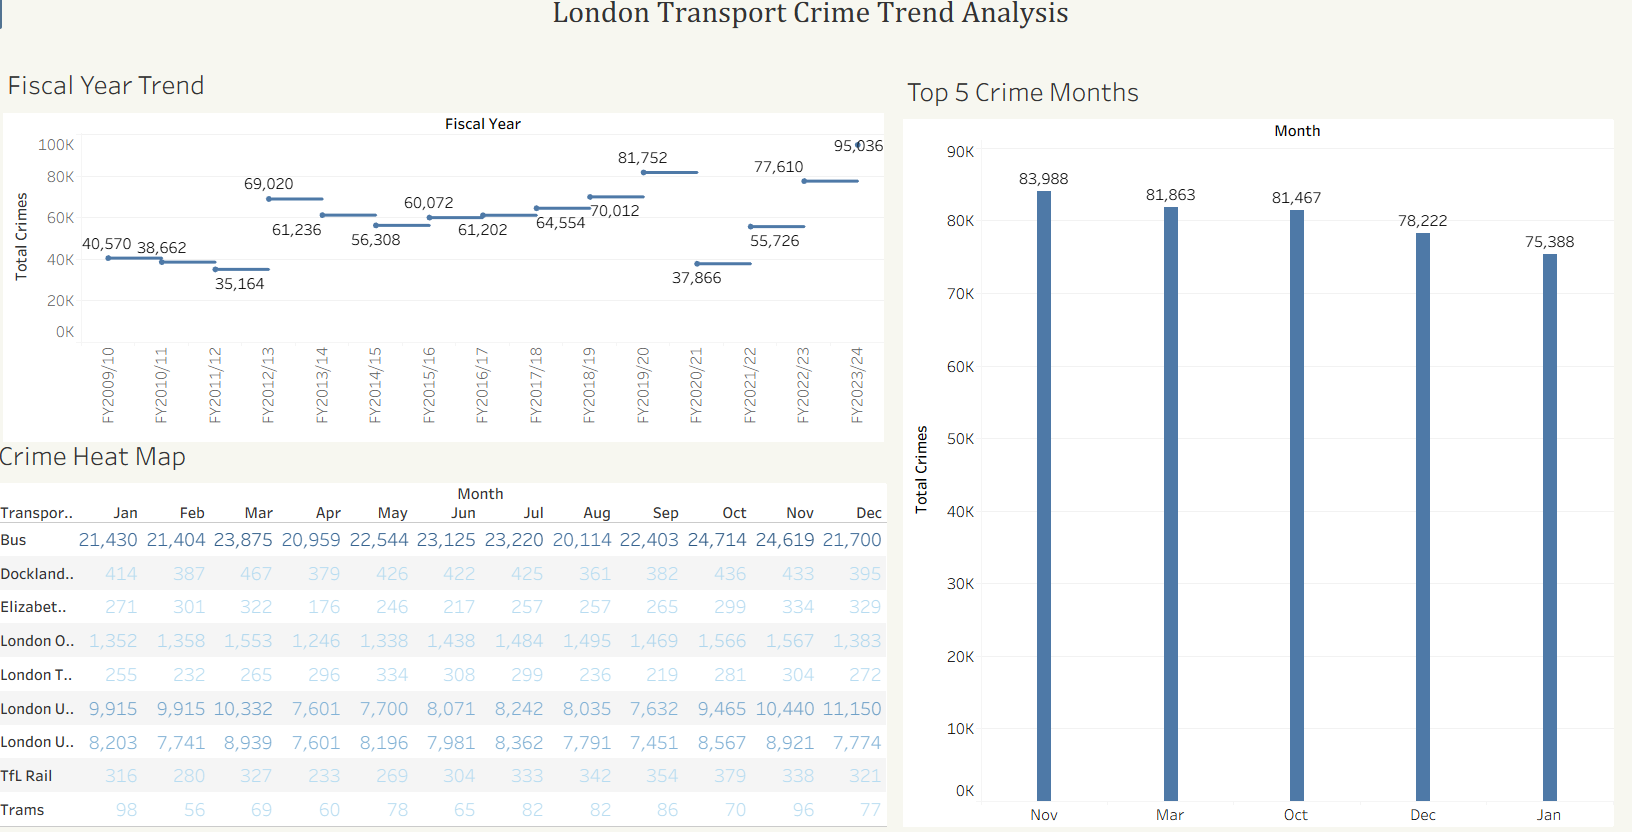 London Transport Crime Trend Analysis
Fiscal Year Trend
Fiscal Year
Total Crimes
100K
80K
60K
40K
20K
0K
40,570
38,662
35,164
69,020
61,236
56,308
60,072
61,202
64,554
70,012
81,752
37,866
55,726
77,610
95,036
FY2009/10
FY2010/11
FY2011/12
FY2012/13
FY2013/14
FY2014/15
FY2015/16
FY2016/17
FY2017/18
FY2018/19
FY2019/20
FY2020/21
FY2021/22
FY2022/23
FY2023/24
Crime Heat Map
Month
Transpor.. Jan Feb Mar Apr May Jun Jul Aug Sep Oct Nov Dec
Bus 21,430 21,404 23,875 20,959 22,544 23,125 23,220 20,114 22,403 24,714 24,619 21,700
Dockland.. 414 387 467 379 426 422 425 361 382 436 433 395
Elizabet.. 271 301 322 176 246 217 257 257 265 299 334 329
London O.. 1,352 1,358 1,553 1,246 1,338 1,438 1,484 1,495 1,469 1,566 1,567 1,383
London T.. 255 232 265 296 334 308 299 236 219 281 304 272
London U.. 9,915 9,915 10,332 7,601 7,700 8,071 8,242 8,035 7,632 9,465 10,440 11,150
London U.. 8,203 7,741 8,939 7,601 8,196 7,981 8,362 7,791 7,451 8,567 8,921 7,774
TfL Rail 316 280 327 233 269 304 333 342 354 379 338 321
Trams 98 56 69 60 78 65 82 82 86 70 96 77
Top 5 Crime Months
Month
Total Crimes
90K
80K
70K
60K
50K
40K
30K
20K
10K
0K
83,988
81,863
81,467
78,222
75,388
Nov
Mar
Oct
Dec
Jan